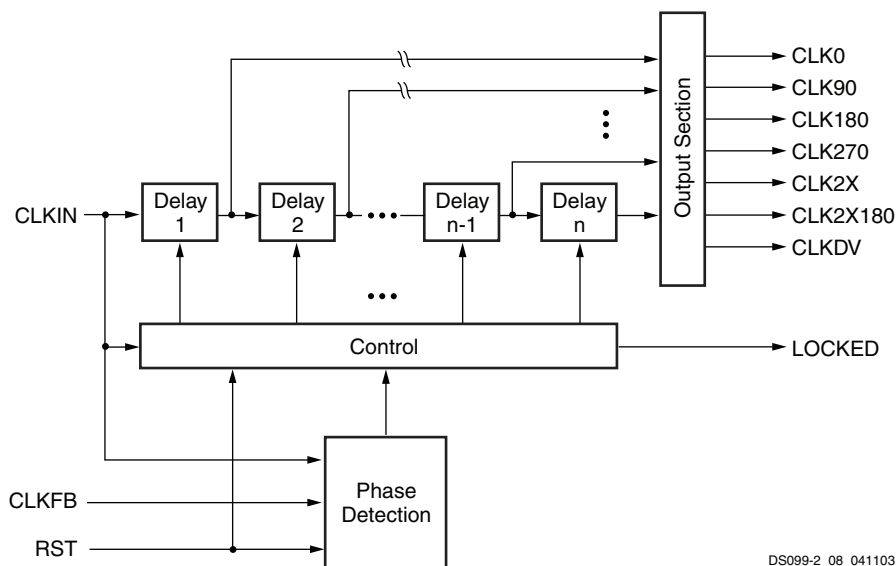 CLK0
CLK90
CLK180
CLK270
CLK2X
CLK2X180
CLKDV
Output Section
CLKIN
Delay
1
Delay
2
Delay
n-1
Delay
n
Control
LOCKED
Phase
Detection
CLKFB
RST
DS099-2_08_041103